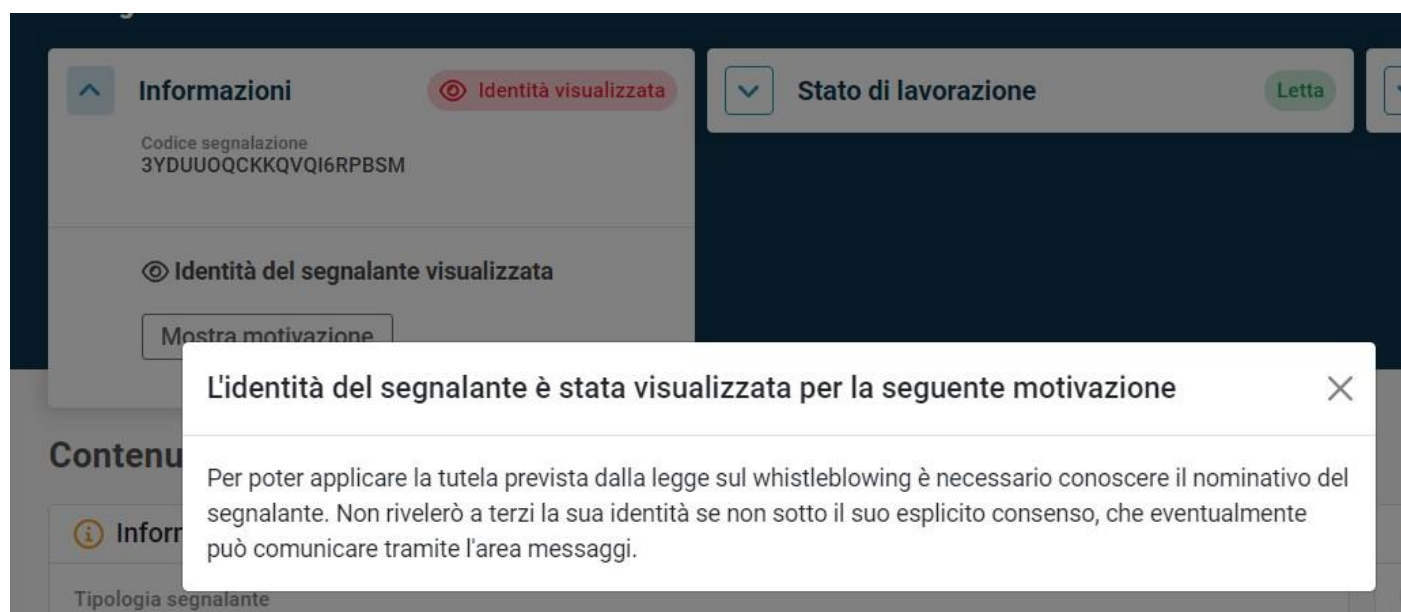 Informazioni
Identità visualizzata
Stato di lavorazione
Letta
Codice segnalazione
3YDUUOQCKKQVQI6RPBSM
Identità del segnalante visualizzata
Mostra motivazione
L'identità del segnalante è stata visualizzata per la seguente motivazione
Per poter applicare la tutela prevista dalla legge sul whistleblowing è necessario conoscere il nominativo del
segnalante. Non rivelerò a terzi la sua identità se non sotto il suo esplicito consenso, che eventualmente
può comunicare tramite l'area messaggi.
Contenu
Inforr
Tipologia segnalante